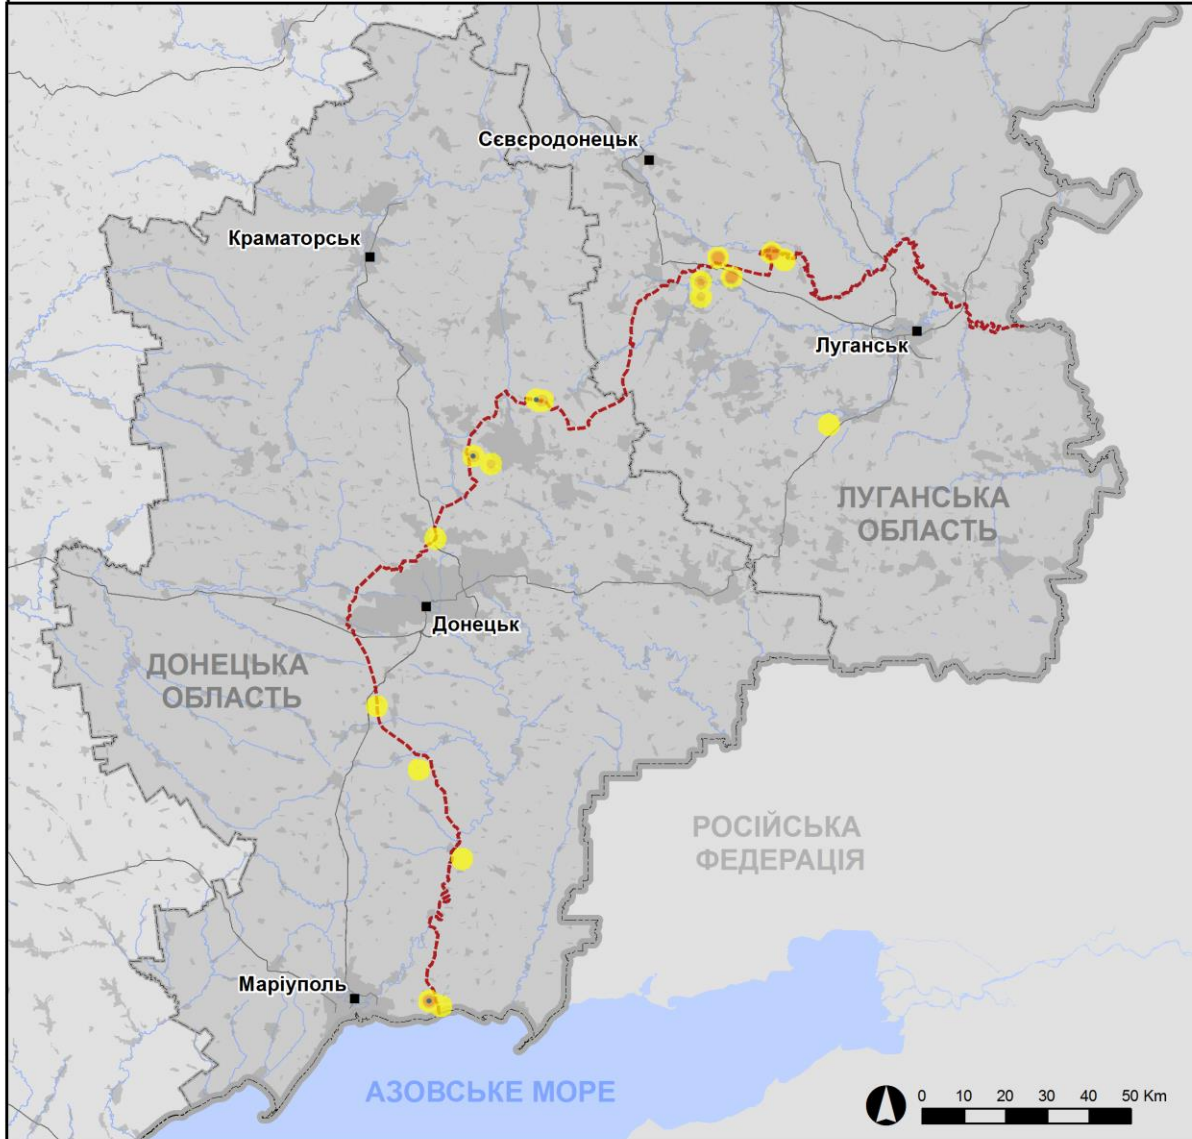 Сєвєродонецьк
Краматорськ
Луганськ
ЛУГАНСЬКА
ОБЛАСТЬ
Донецьк
ДОНЕЦЬКА
ОБЛАСТЬ
РОСІЙСЬКА
ФЕДЕРАЦІЯ
Маріуполь
АЗОВСЬКЕ МОРЕ
0 10 20 30 40 50 Km